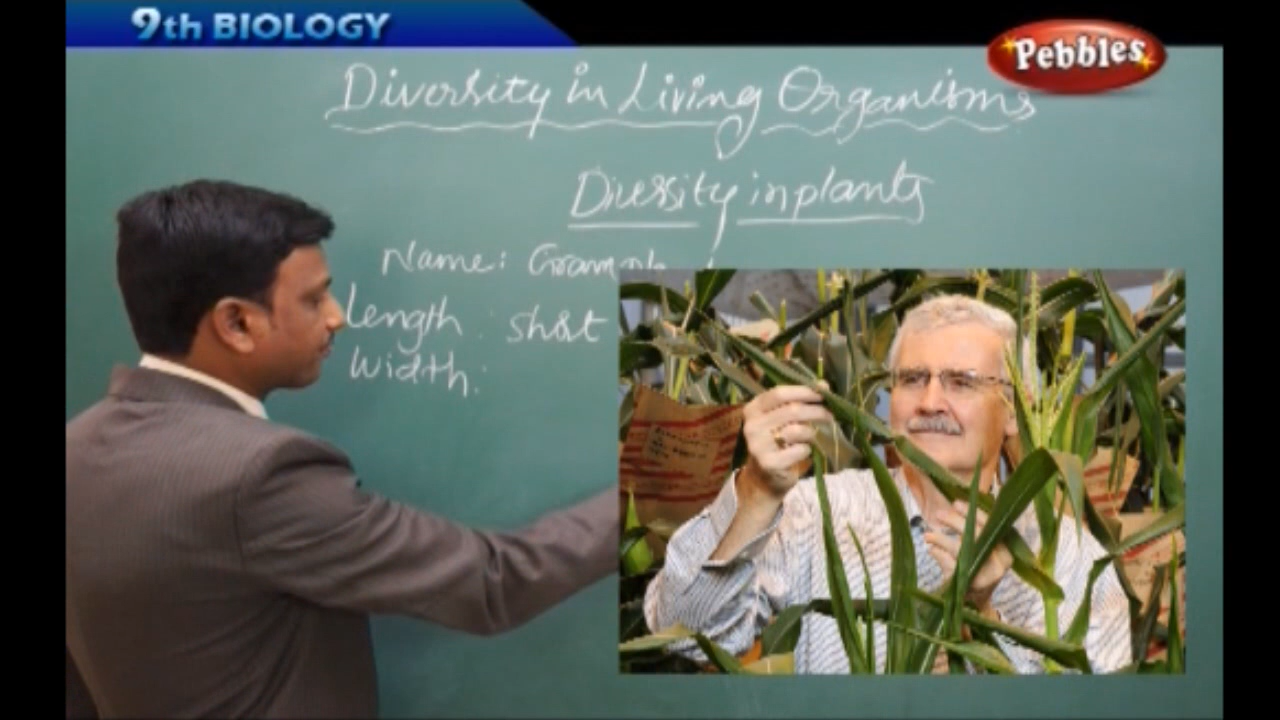 9th BIOLOGY
Pebbles
Diversity in Living Organisms
Diversity in plants
Name:
Length : short
Width: